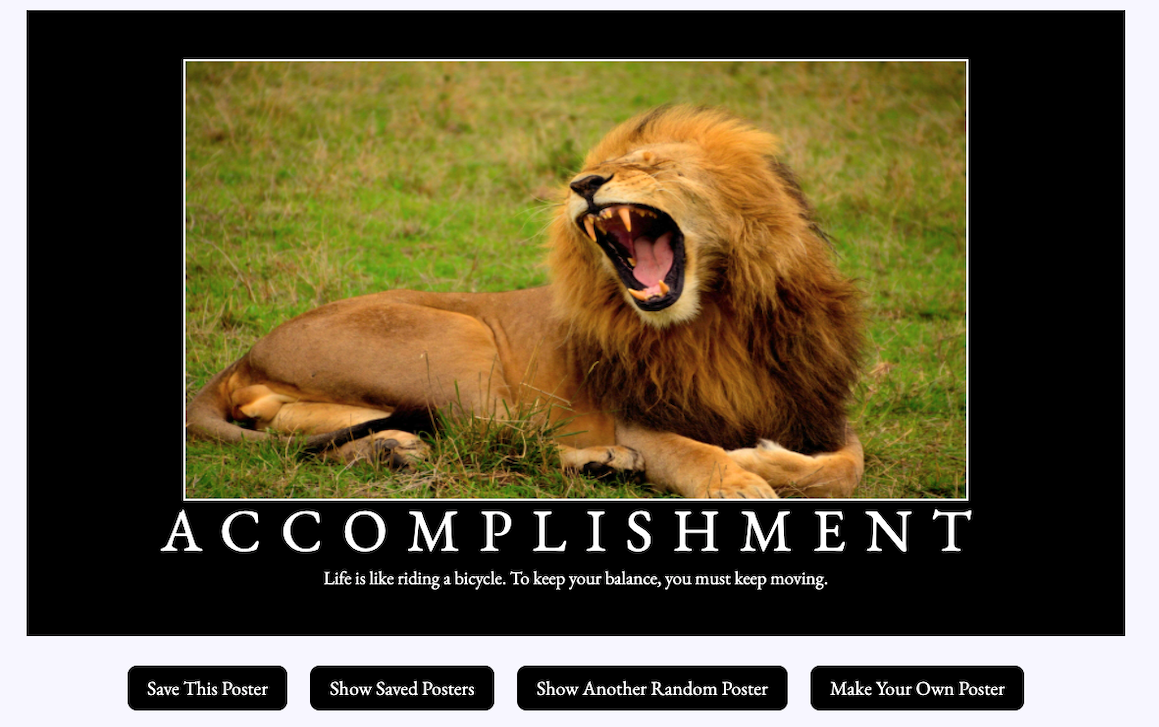 ACCOMPLISHMENT
Life is like riding a bicycle. To keep your balance, you must keep moving.
Save This Poster
Show Saved Posters
Show Another Random Poster
Make Your Own Poster